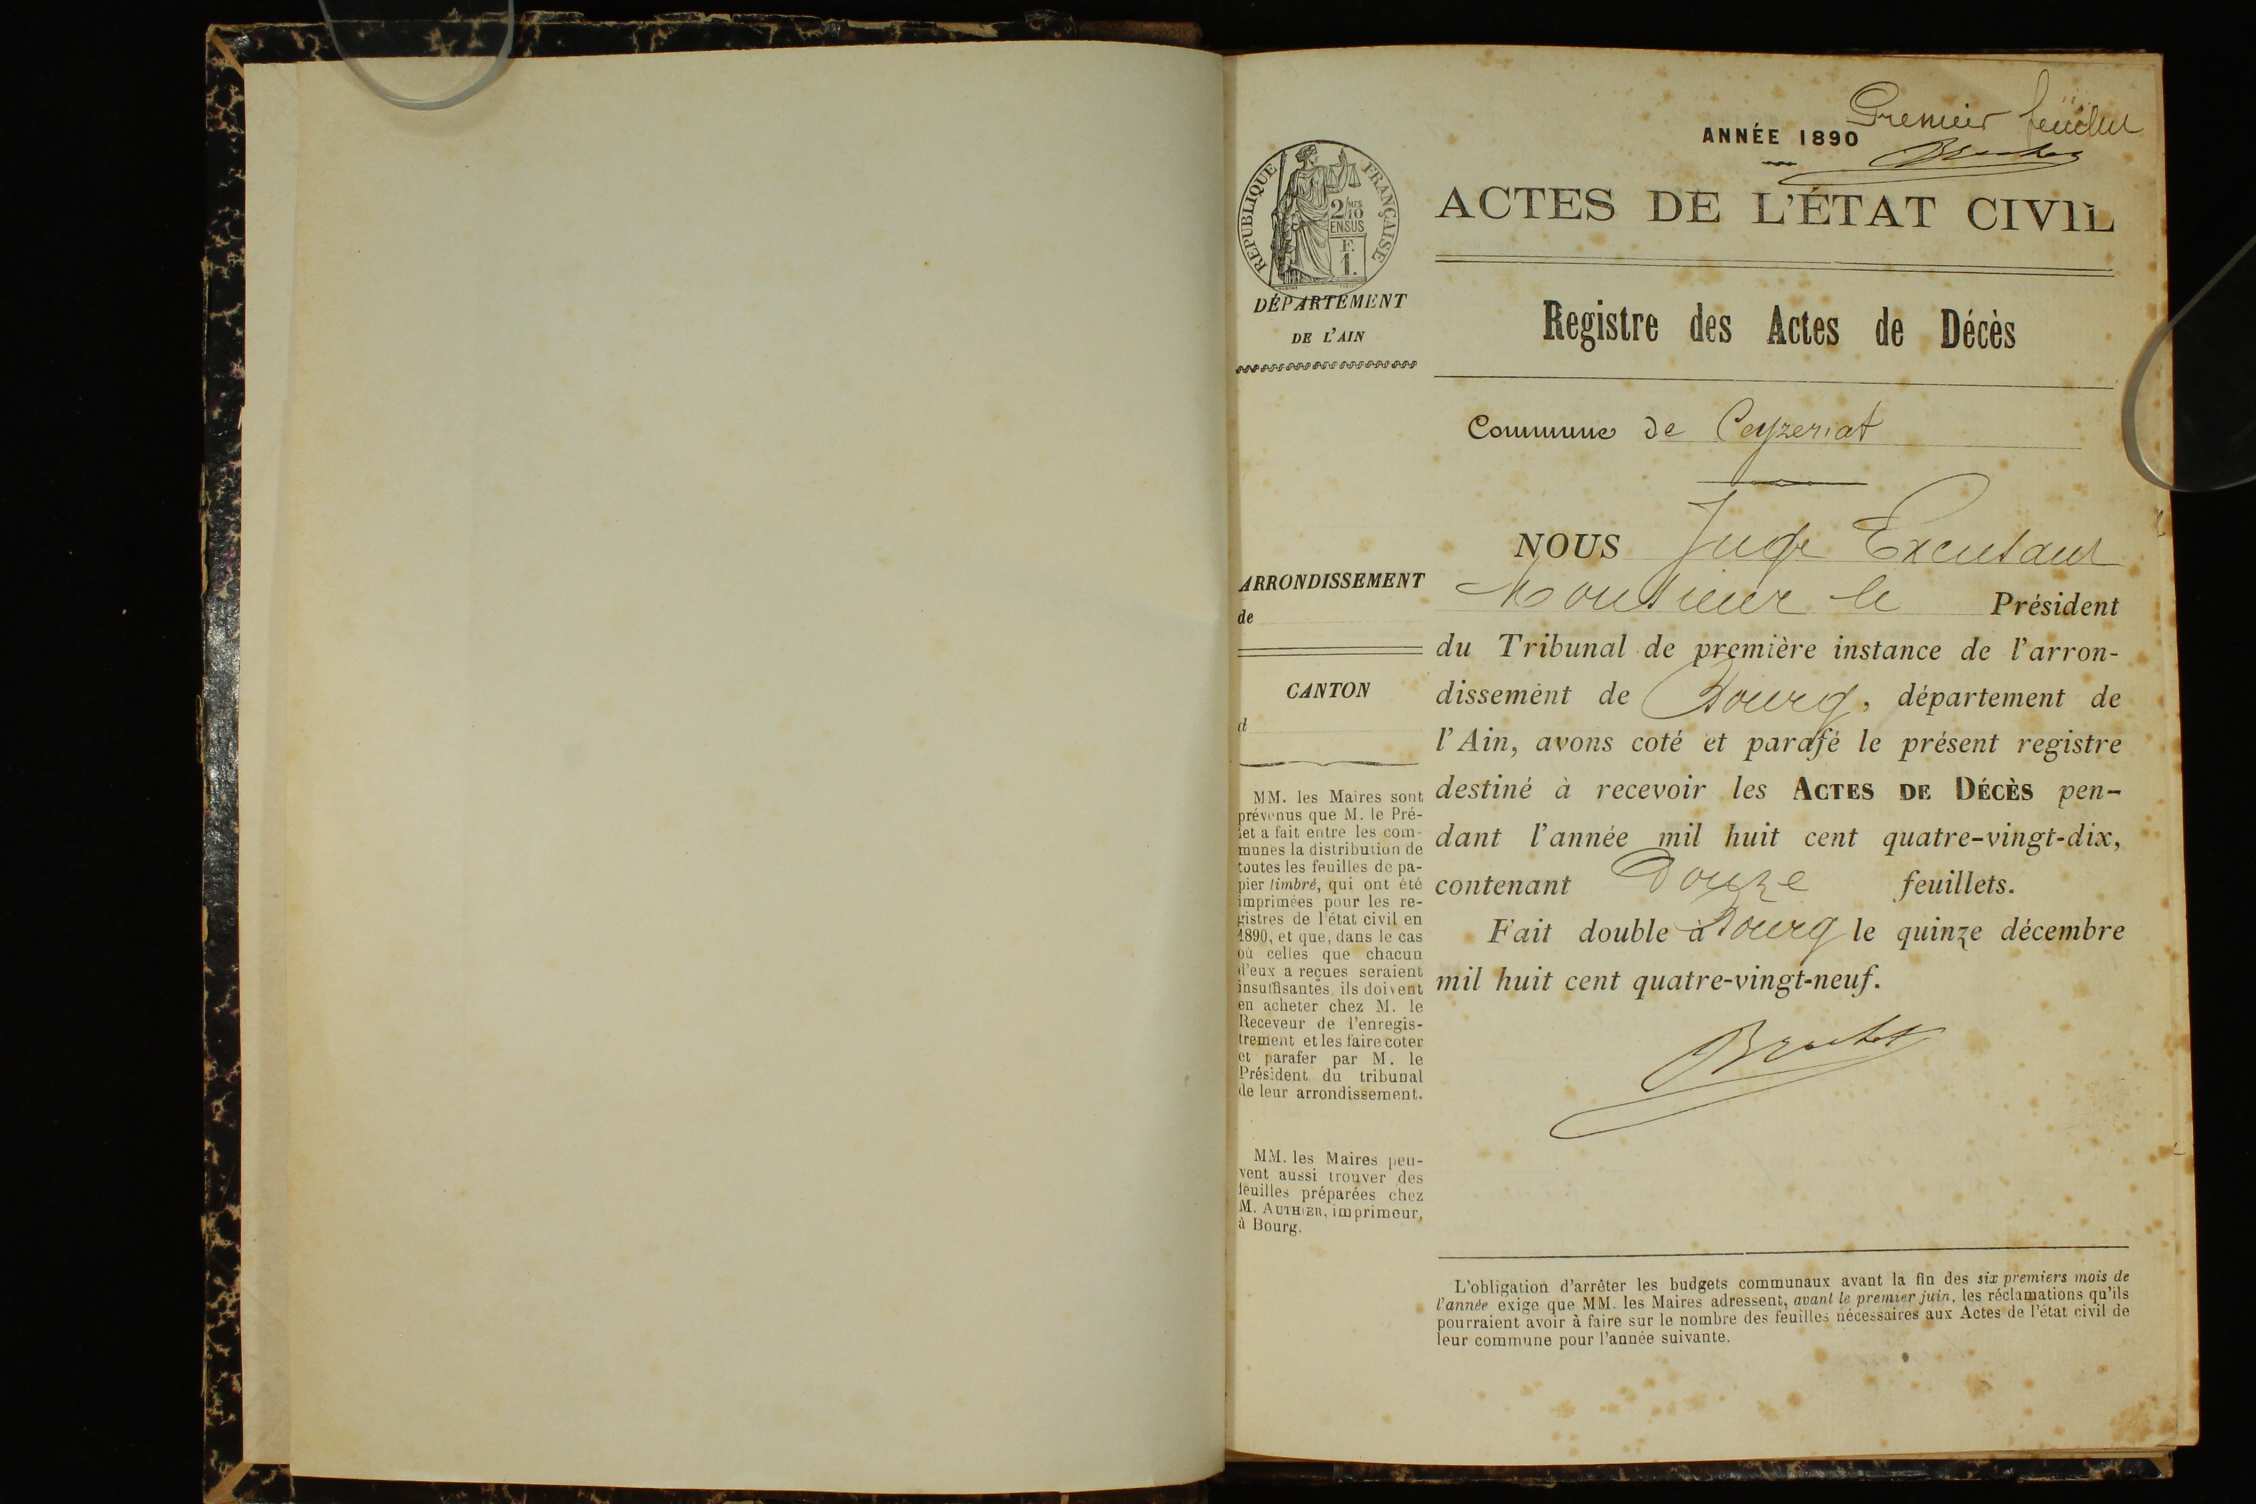 Premier feuillet
ANNÉE 1890
RÉPUBLIQUE FRANÇAISE
2/10
EN SUS
F.
1.
ACTES DE L'ÉTAT CIVIL
DÉPARTEMENT
DE L'AIN
Registre des Actes de Décès
Commune de Ceyzeriat
NOUS Juge Excusant
Monsieur le Président
du Tribunal de première instance de l'arron-
dissement de Bourg, département de
l'Ain, avons coté et parafé le présent registre
destiné à recevoir les ACTES DE DÉCÈS pen-
dant l'année mil huit cent quatre-vingt-dix,
contenant Douze feuillets.
Fait double à Bourg le quinze décembre
mil huit cent quatre-vingt-neuf.
ARRONDISSEMENT
de
CANTON
d
MM. les Maires sont
prévenus que M. le Pré-
fet a fait entre les com-
munes la distribution de
toutes les feuilles de pa-
pier timbré, qui ont été
imprimées pour les re-
gistres de l'état civil en
1890, et que, dans le cas
où celles que chacun
d'eux a reçues seraient
insuffisantes, ils doivent
en acheter chez M. le
Receveur de l'enregis-
trement et les faire coter
et parafer par M. le
Président du tribunal
de leur arrondissement.
MM. les Maires peu-
vent aussi trouver des
feuilles préparées chez
M. AUTHIER, imprimeur,
à Bourg.
L'obligation d'arrêter les budgets communaux avant la fin des six premiers mois de
l'année exige que MM. les Maires adressent, avant le premier juin, les réclamations qu'ils
pourraient avoir à faire sur le nombre des feuilles nécessaires aux Actes de l'état civil de
leur commune pour l'année suivante.